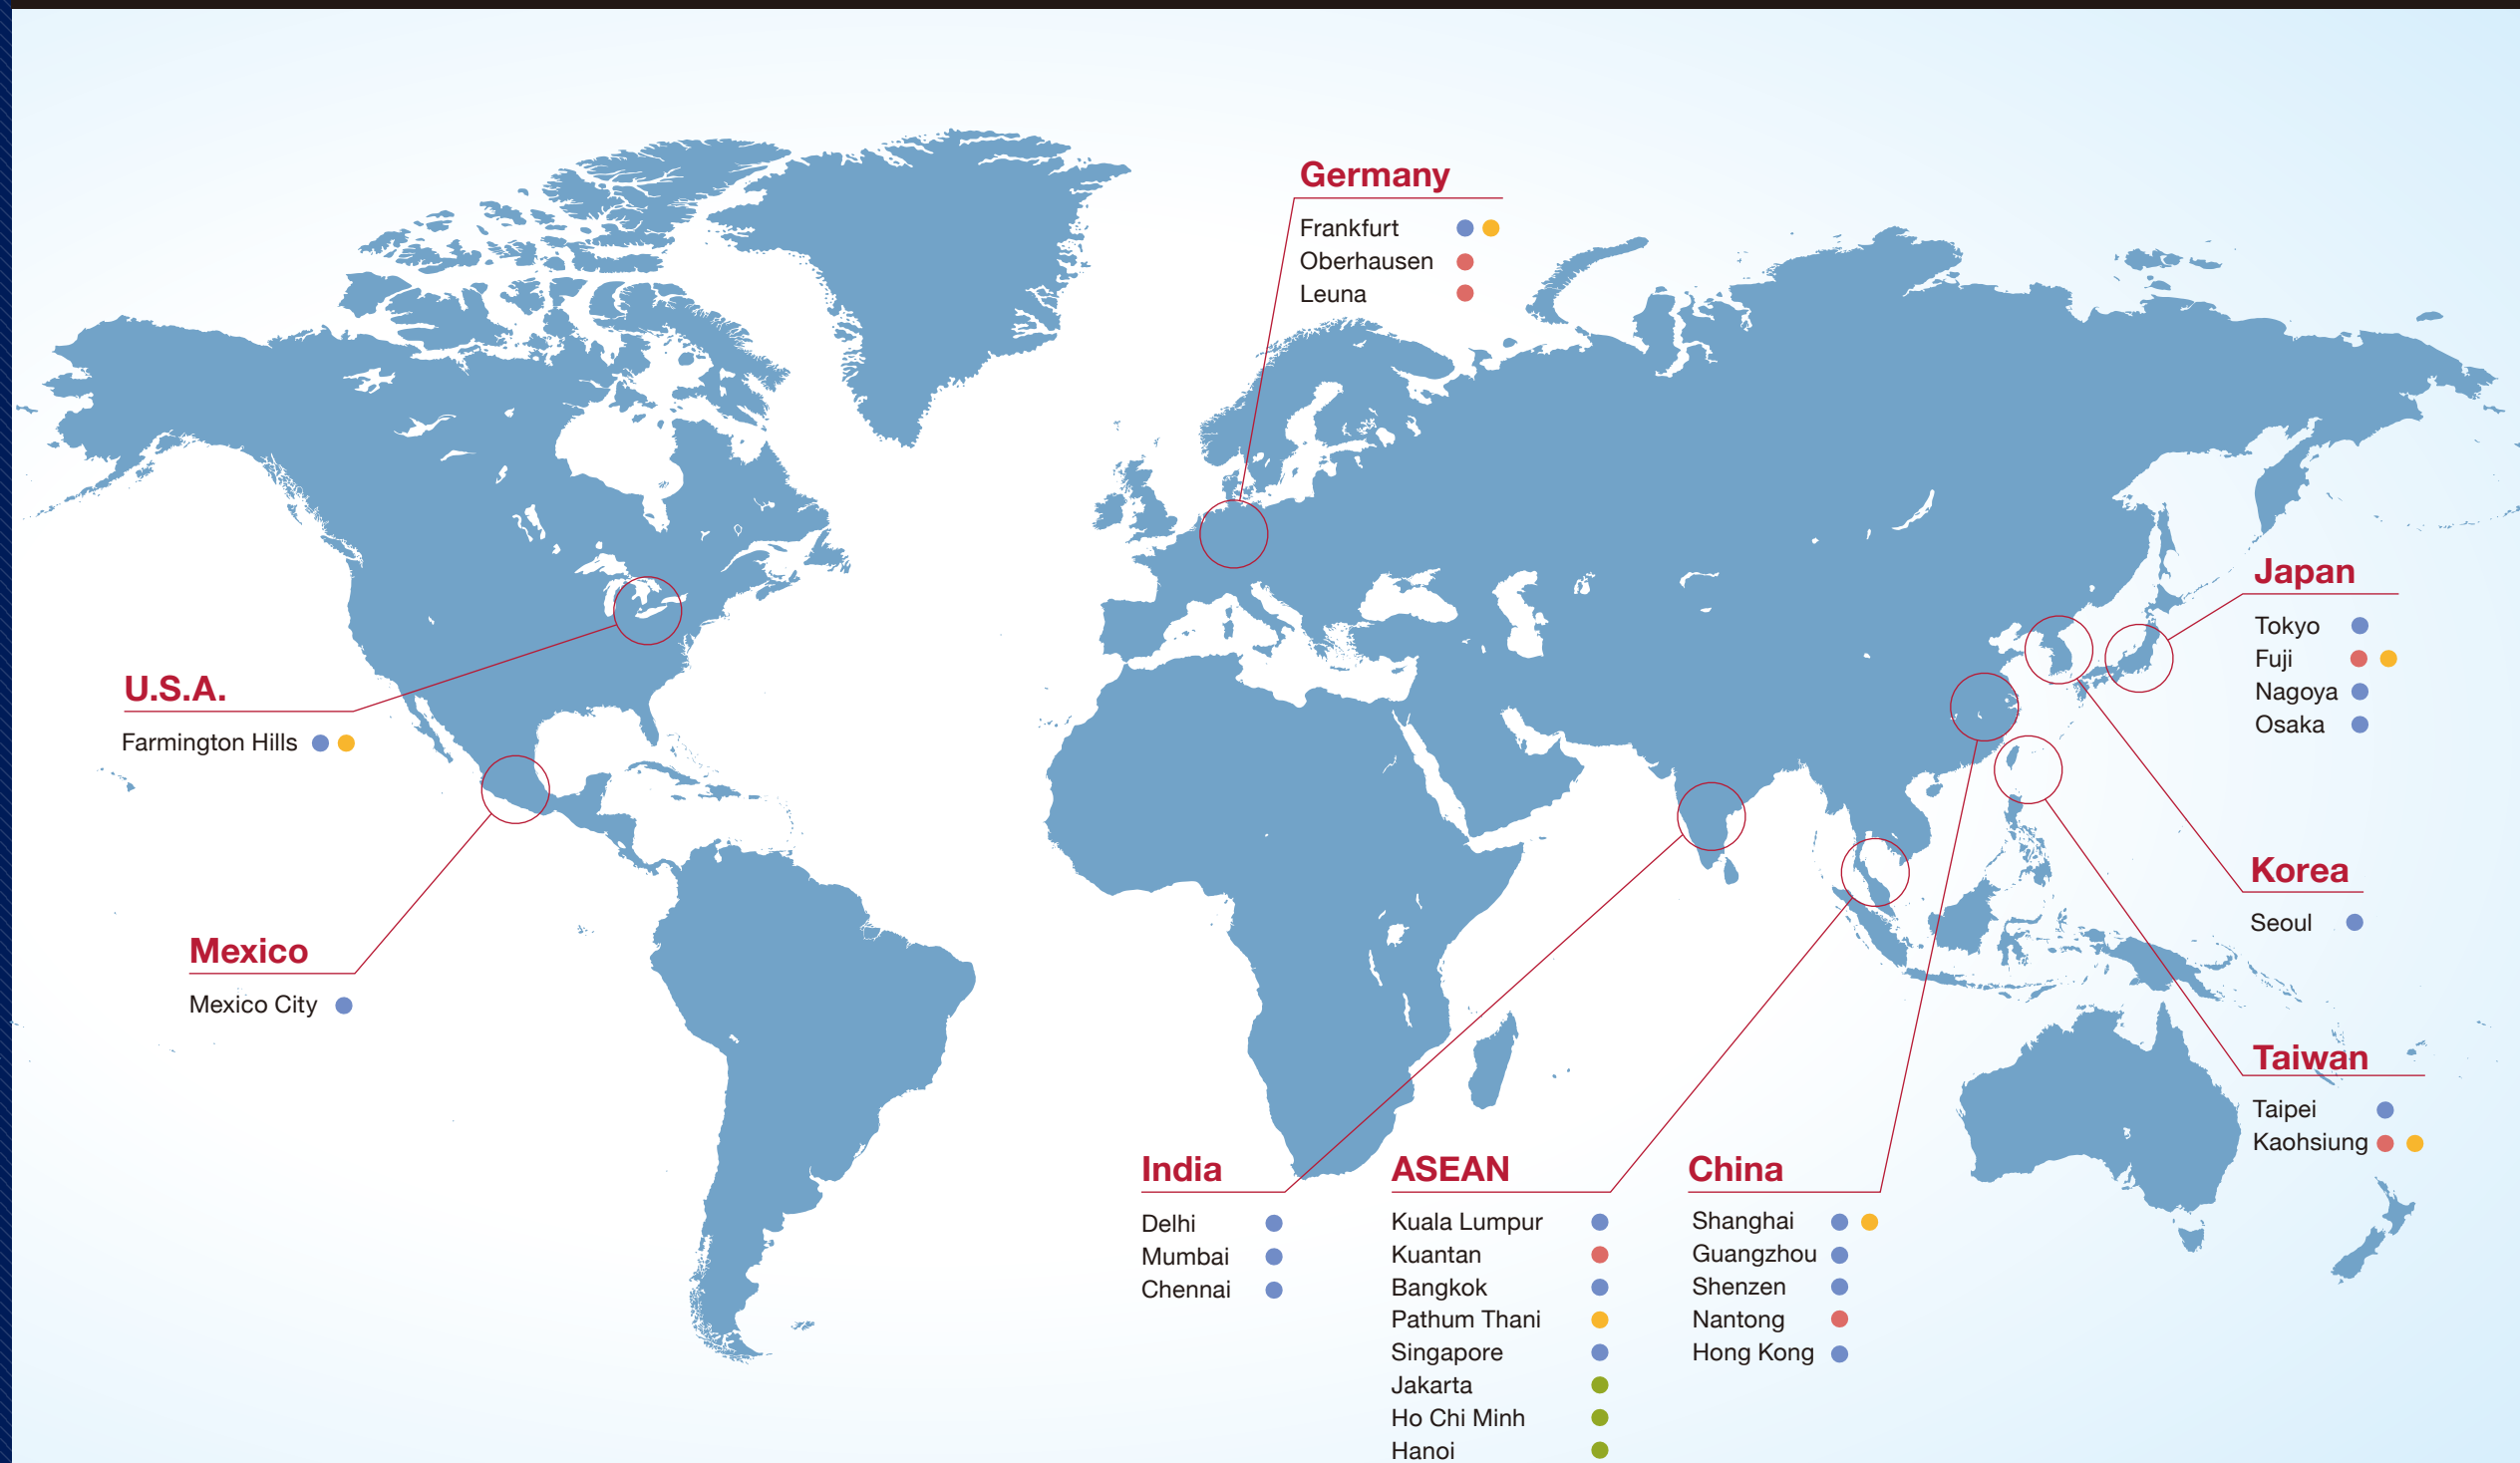 Germany
Frankfurt
Oberhausen
Leuna
Japan
Tokyo
Fuji
Nagoya
Osaka
U.S.A.
Farmington Hills
Korea
Seoul
Mexico
Mexico City
Taiwan
Taipei
Kaohsiung
India
Delhi
Mumbai
Chennai
ASEAN
Kuala Lumpur
Kuantan
Bangkok
Pathum Thani
Singapore
Jakarta
Ho Chi Minh
Hanoi
China
Shanghai
Guangzhou
Shenzen
Nantong
Hong Kong